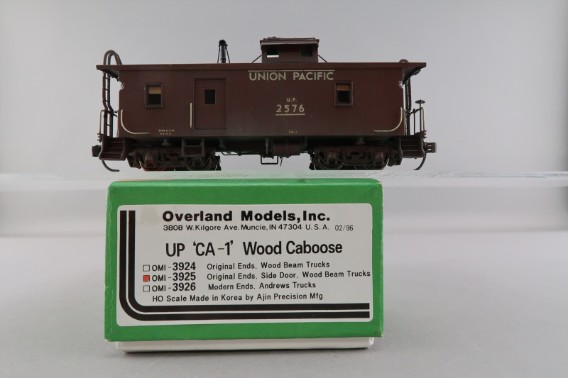 UNION PACIFIC
U.P.
2576
Overland Models, Inc.
3808 W. Kilgore Ave. Muncie, IN 47304 U.S.A. 02/96
UP 'CA-1' Wood Caboose
OMI-3924 Original Ends, Wood Beam Trucks
OMI-3925 Original Ends, Side Door, Wood Beam Trucks
OMI-3926 Modern Ends, Andrews Trucks
HO Scale Made in Korea by Ajin Precision Mfg